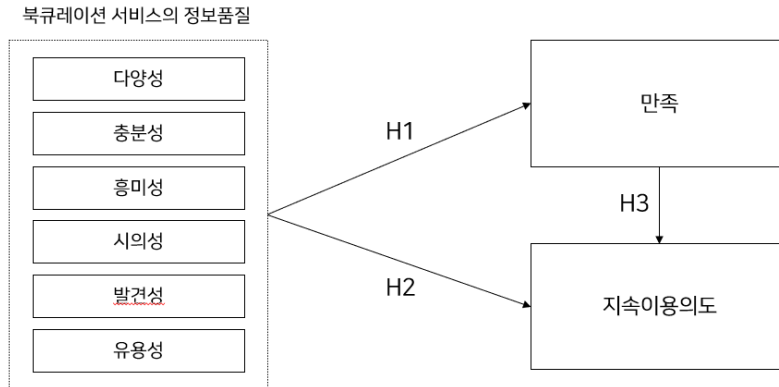 북큐레이션 서비스의 정보품질
다양성
충분성
흥미성
시의성
발견성
유용성
H1
H2
만족
H3
지속이용의도